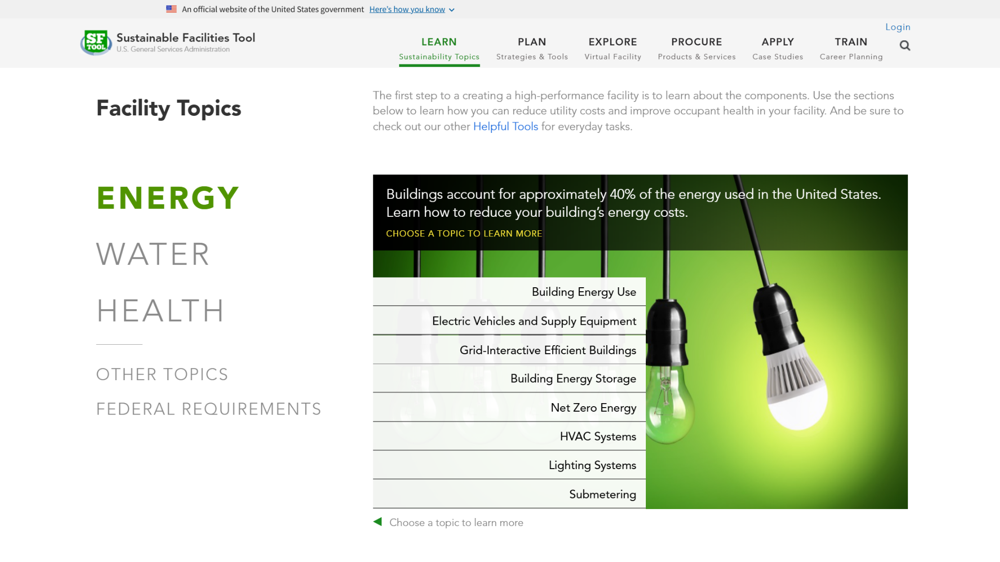 An official website of the United States government Here's how you know
Login
SF TOOL
Sustainable Facilities Tool
U.S. General Services Administration
LEARN
Sustainability Topics
PLAN
Strategies & Tools
EXPLORE
Virtual Facility
PROCURE
Products & Services
APPLY
Case Studies
TRAIN
Career Planning
Facility Topics
The first step to a creating a high-performance facility is to learn about the components. Use the sections
below to learn how you can reduce utility costs and improve occupant health in your facility. And be sure to
check out our other Helpful Tools for everyday tasks.
ENERGY
WATER
HEALTH
OTHER TOPICS
FEDERAL REQUIREMENTS
Buildings account for approximately 40% of the energy used in the United States.
Learn how to reduce your building’s energy costs.
CHOOSE A TOPIC TO LEARN MORE
Building Energy Use
Electric Vehicles and Supply Equipment
Grid-Interactive Efficient Buildings
Building Energy Storage
Net Zero Energy
HVAC Systems
Lighting Systems
Submetering
Choose a topic to learn more